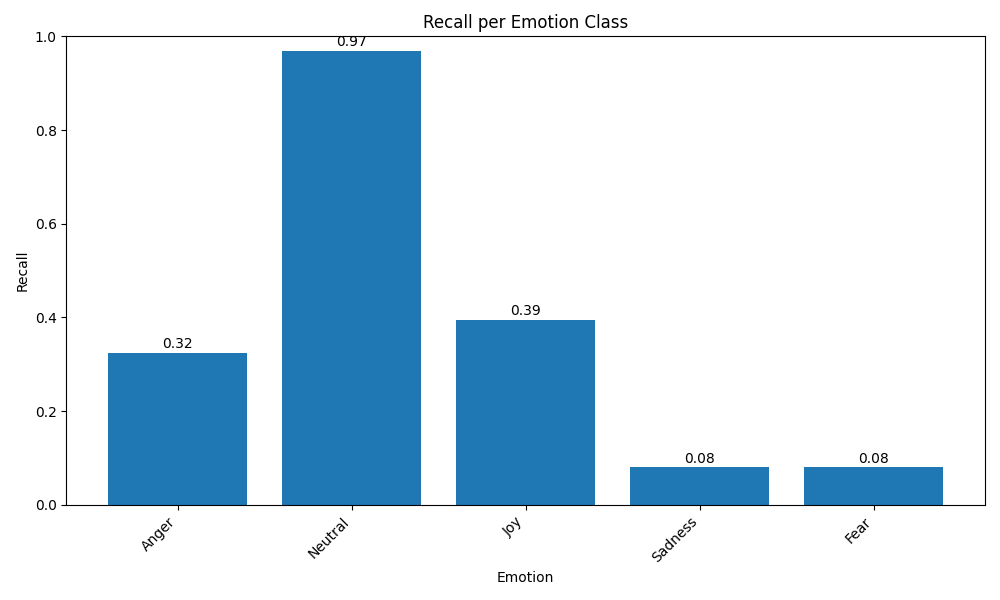 Recall per Emotion Class
1.0
0.8
0.6
0.4
0.2
0.0
Recall
0.32
0.97
0.39
0.08
0.08
Anger
Neutral
Joy
Sadness
Fear
Emotion